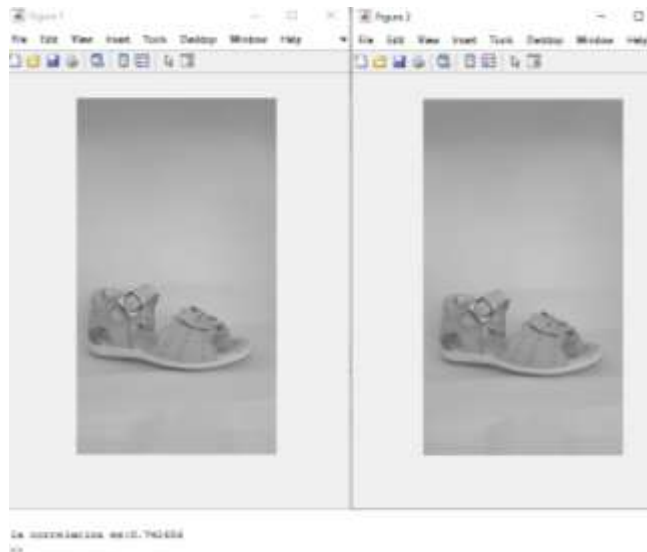 Figure 1
File Edit View Insert Tools Desktop Window Help
Figure 2
File Edit View Insert Tools Desktop Window Help
la correlacion es:0.
>>